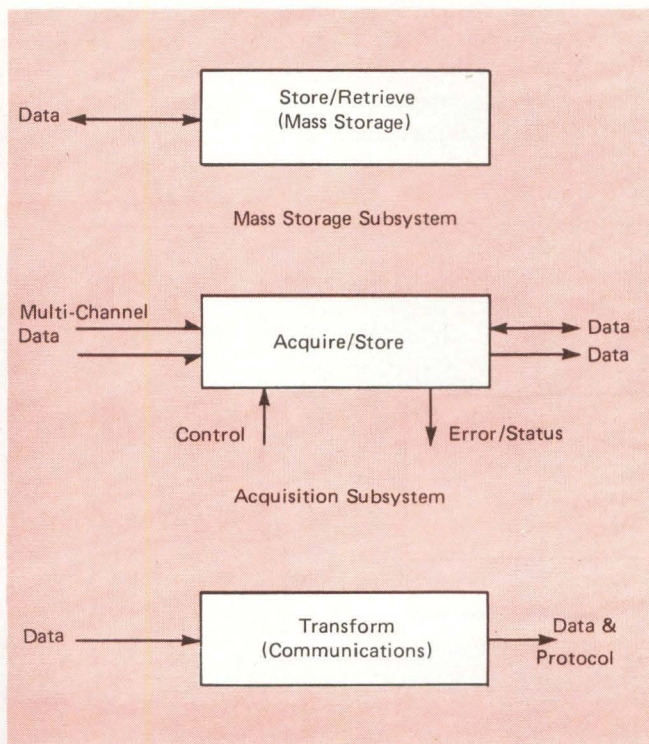 Store/Retrieve
(Mass Storage)
Data
Mass Storage Subsystem
Multi-Channel
Data
Acquire/Store
Data
Data
Control
Error/Status
Acquisition Subsystem
Data
Transform
(Communications)
Data &
Protocol